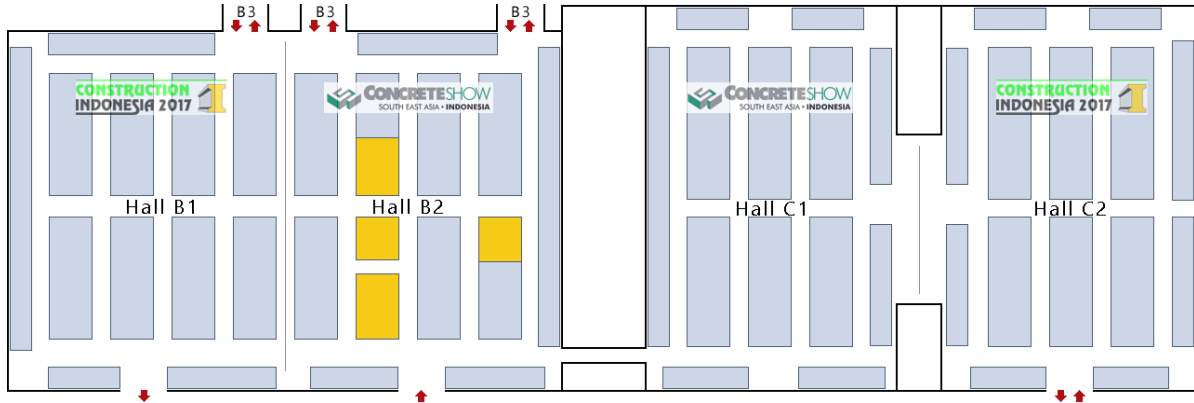 B3
B3
B3
CONSTRUCTION
INDONESIA 2017
CONCRETESHOW
SOUTH EAST ASIA • INDONESIA
CONCRETESHOW
SOUTH EAST ASIA • INDONESIA
CONSTRUCTION
INDONESIA 2017
Hall B1
Hall B2
Hall C1
Hall C2